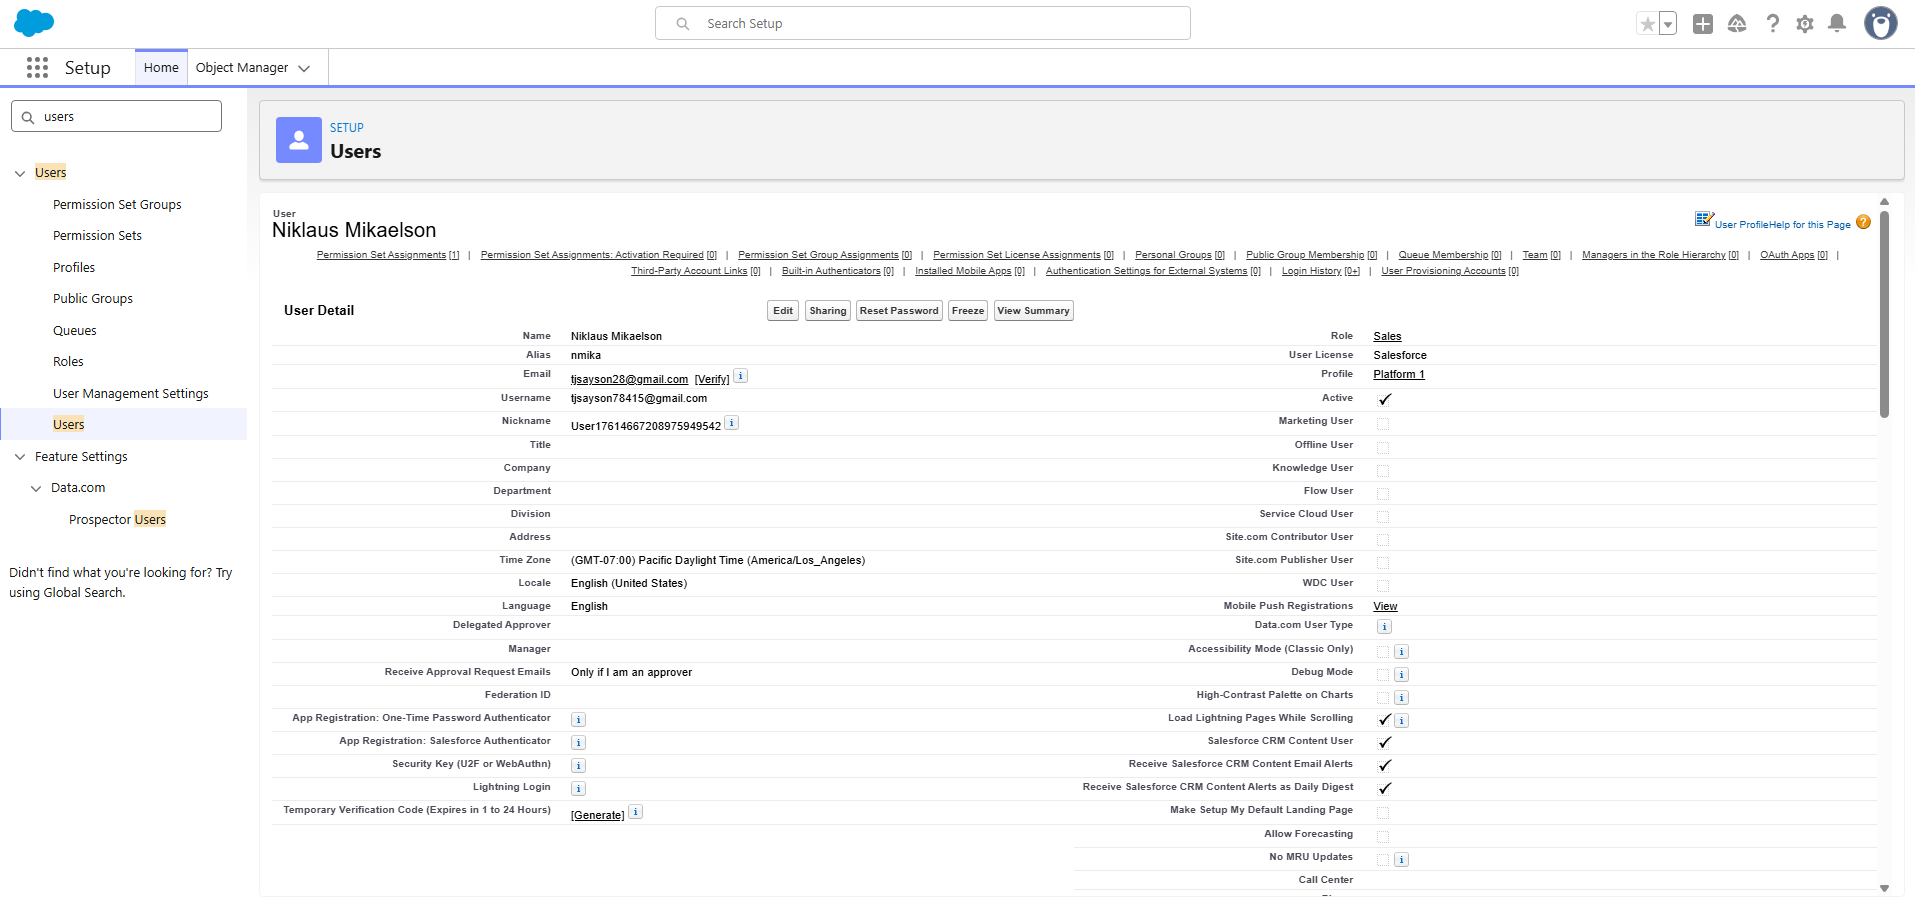 Search Setup
Setup
Home
Object Manager
users
Users
Permission Set Groups
Permission Sets
Profiles
Public Groups
Queues
Roles
User Management Settings
Users
Feature Settings
Data.com
Prospector Users
Didn't find what you're looking for? Try
using Global Search.
SETUP
Users
User
Niklaus Mikaelson
User Profile Help for this Page ?
Permission Set Assignments [1] | Permission Set Assignments: Activation Required [0] | Permission Set Group Assignments [0] | Permission Set License Assignments [0] | Personal Groups [0] | Public Group Membership [0] | Queue Membership [0] | Team [0] | Managers in the Role Hierarchy [0] | OAuth Apps [0] |
Third-Party Account Links [0] | Built-in Authenticators [0] | Installed Mobile Apps [0] | Authentication Settings for External Systems [0] | Login History [0+] | User Provisioning Accounts [0]
User Detail
Edit Sharing Reset Password Freeze View Summary
Name Niklaus Mikaelson Role Sales
Alias nmika User License Salesforce
Email tjsayson28@gmail.com [Verify] i Profile Platform 1
Username tjsayson78415@gmail.com Active
Nickname User17614667208975949542 i Marketing User
Title Offline User
Company Knowledge User
Department Flow User
Division Service Cloud User
Address Site.com Contributor User
Time Zone (GMT-07:00) Pacific Daylight Time (America/Los_Angeles) Site.com Publisher User
Locale English (United States) WDC User
Language English Mobile Push Registrations View
Delegated Approver Data.com User Type i
Manager Accessibility Mode (Classic Only) i
Receive Approval Request Emails Only if I am an approver Debug Mode i
Federation ID High-Contrast Palette on Charts i
App Registration: One-Time Password Authenticator i Load Lightning Pages While Scrolling i
App Registration: Salesforce Authenticator i Salesforce CRM Content User
Security Key (U2F or WebAuthn) i Receive Salesforce CRM Content Email Alerts
Lightning Login i Receive Salesforce CRM Content Alerts as Daily Digest
Temporary Verification Code (Expires in 1 to 24 Hours) [Generate] i Make Setup My Default Landing Page
Allow Forecasting
No MRU Updates i
Call Center